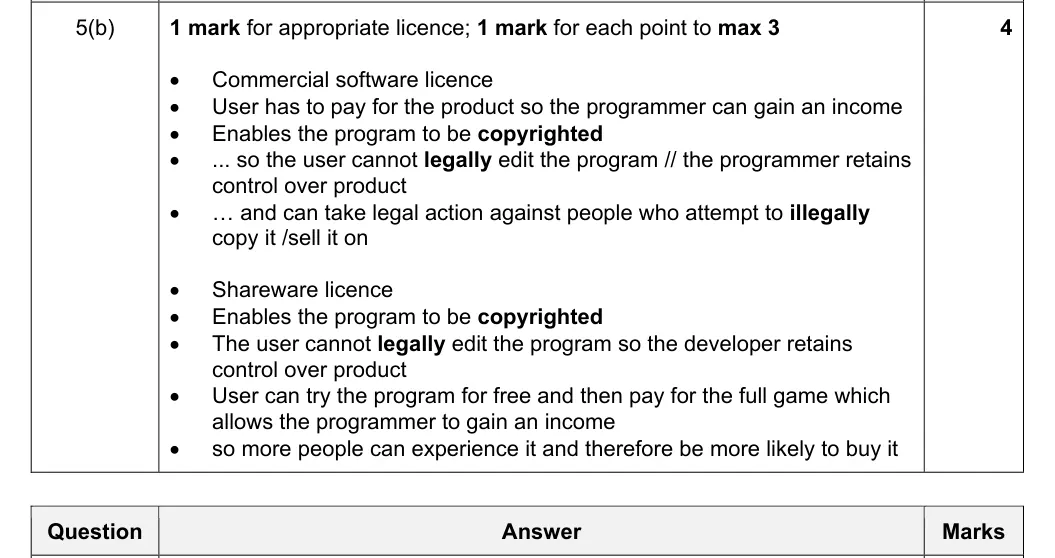 5(b) 1 mark for appropriate licence; 1 mark for each point to max 3 4
• Commercial software licence
• User has to pay for the product so the programmer can gain an income
• Enables the program to be copyrighted
• ... so the user cannot legally edit the program // the programmer retains
control over product
• … and can take legal action against people who attempt to illegally
copy it /sell it on
• Shareware licence
• Enables the program to be copyrighted
• The user cannot legally edit the program so the developer retains
control over product
• User can try the program for free and then pay for the full game which
allows the programmer to gain an income
• so more people can experience it and therefore be more likely to buy it
Question Answer Marks